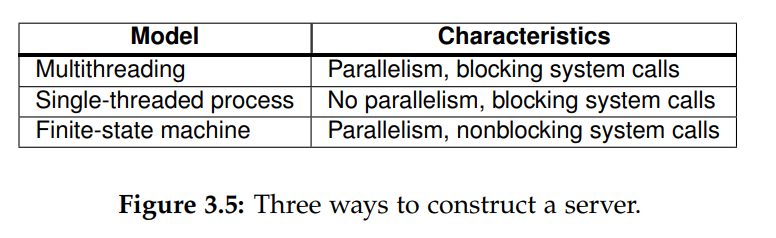 Model Characteristics
Multithreading Parallelism, blocking system calls
Single-threaded process No parallelism, blocking system calls
Finite-state machine Parallelism, nonblocking system calls
Figure 3.5: Three ways to construct a server.